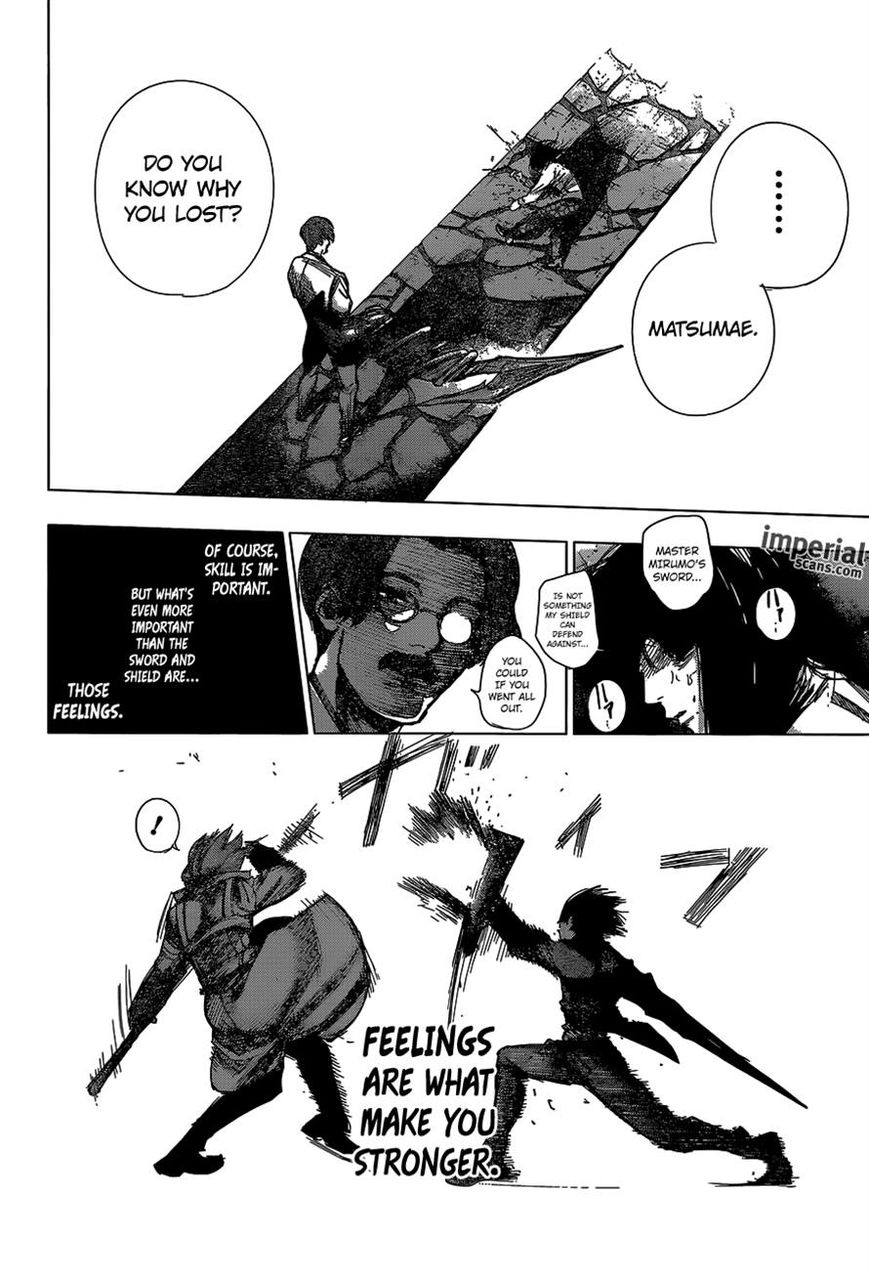 ......
MATSUMAE.
DO YOU
KNOW WHY
YOU LOST?
imperial
scans.com
MASTER
MIRUMO'S
SWORD...
IS NOT
SOMETHING
MY SHIELD
CAN
DEFEND
AGAINST...
YOU
COULD
IF YOU
WENT ALL
OUT.
OF COURSE,
SKILL IS IM-
PORTANT.
BUT WHAT'S
EVEN MORE
IMPORTANT
THAN THE
SWORD AND
SHIELD ARE...
THOSE
FEELINGS.
!
FEELINGS
ARE WHAT
MAKE YOU
STRONGER.